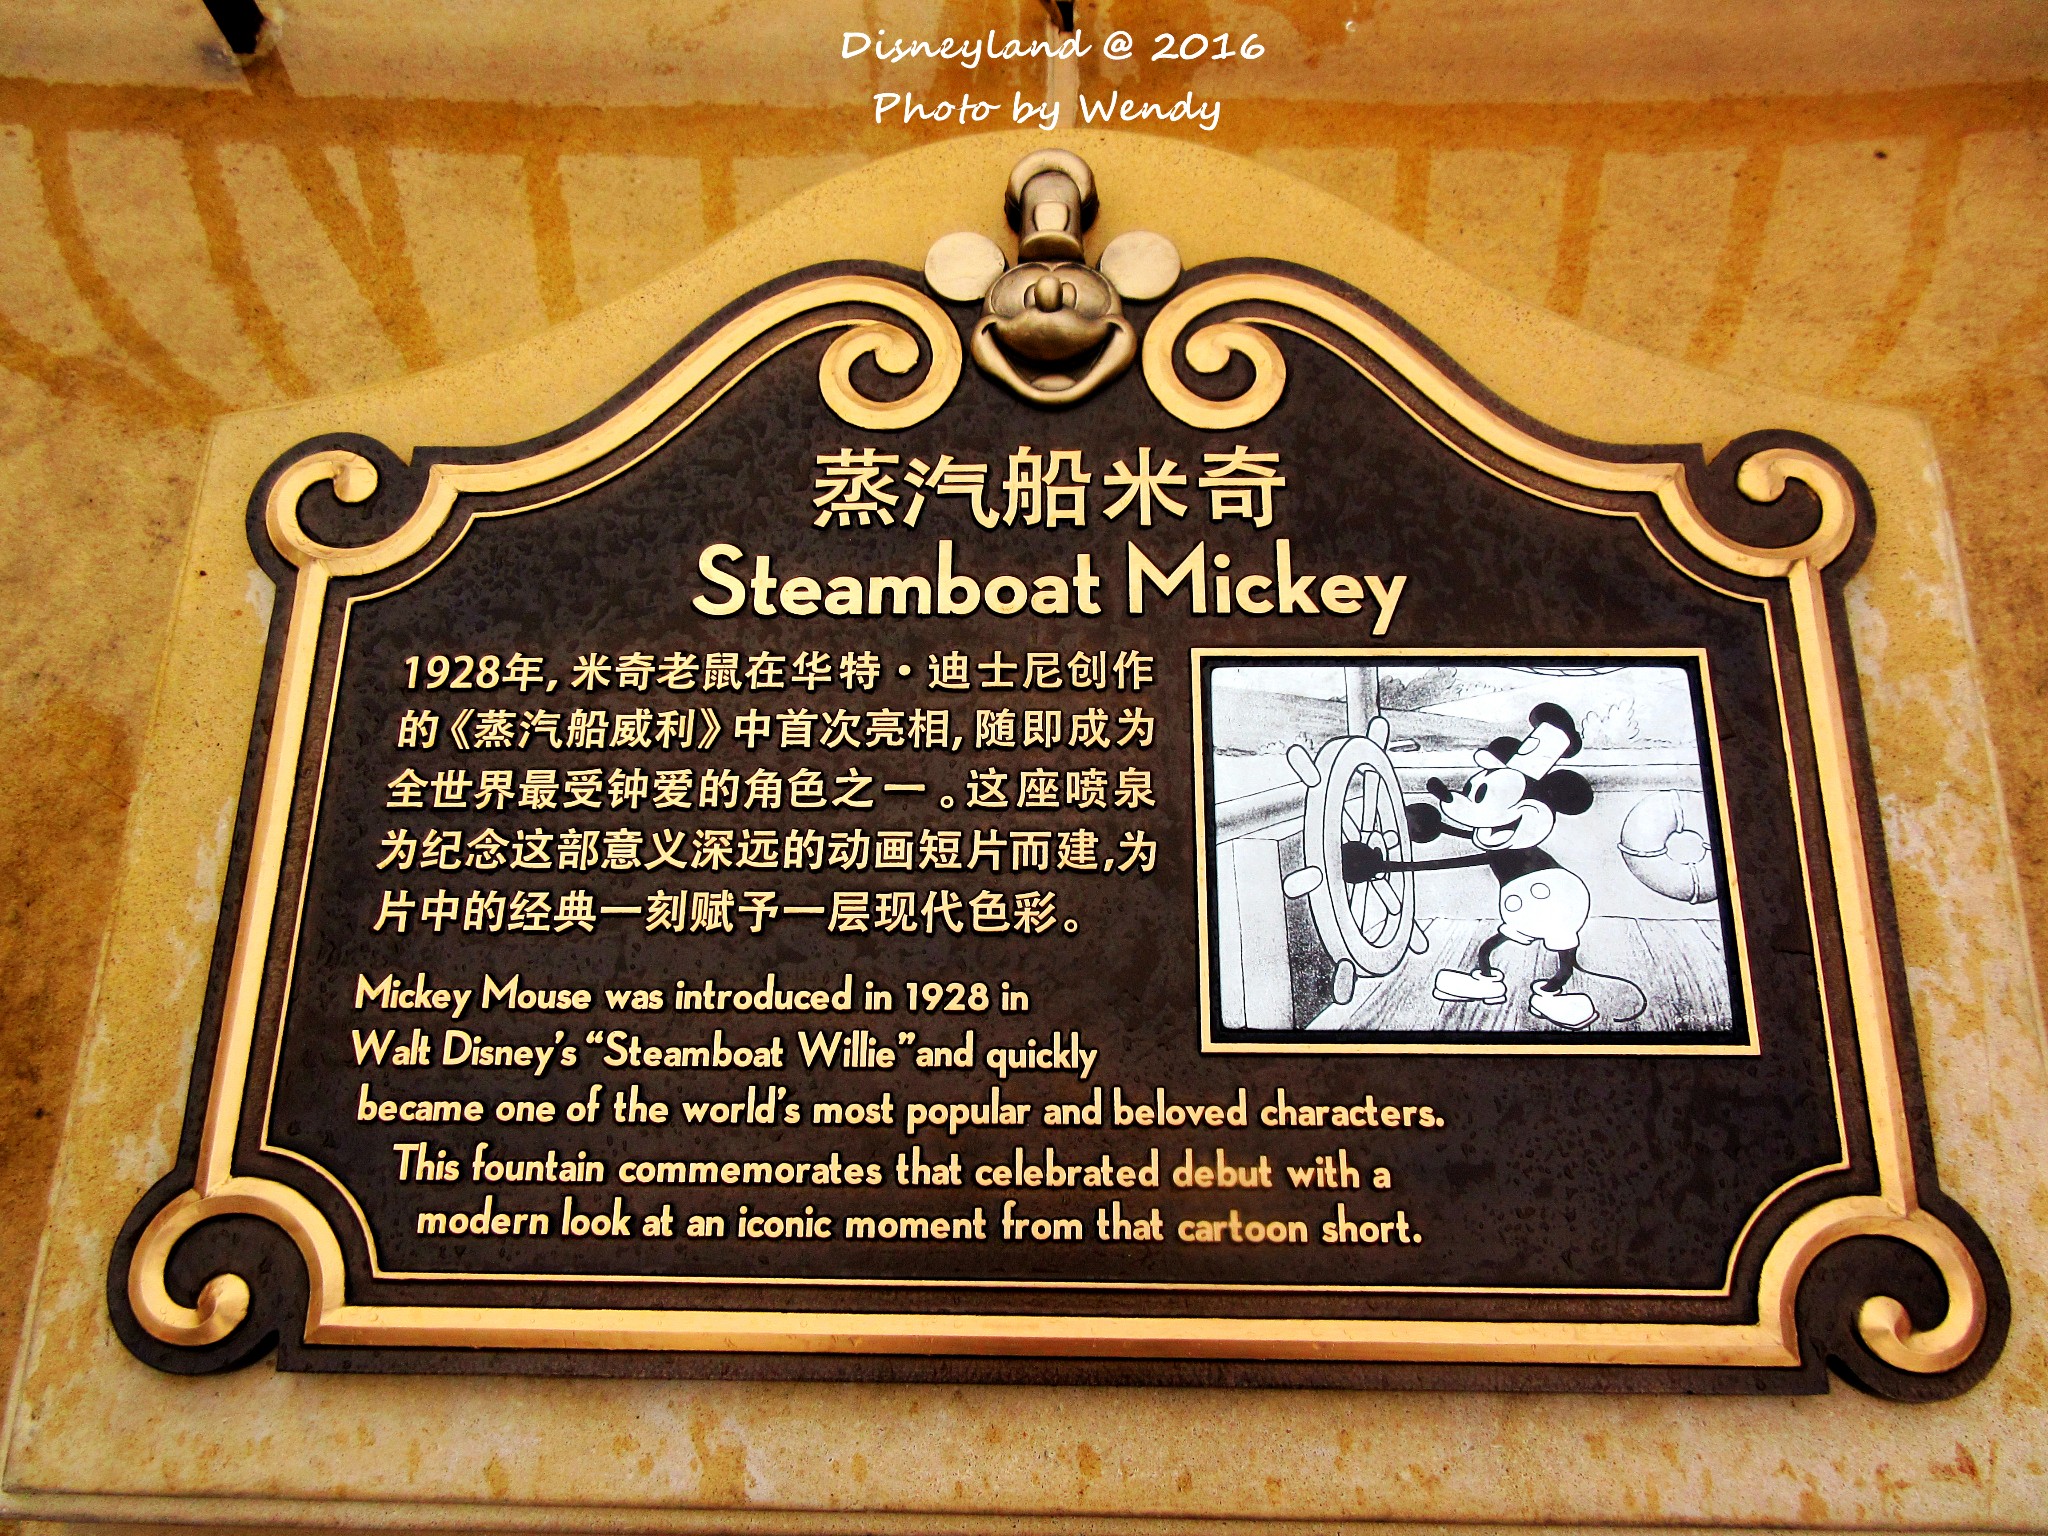 Disneyland @ 2016
Photo by Wendy
蒸汽船米奇
Steamboat Mickey
1928年,米奇老鼠在华特·迪士尼创作
的《蒸汽船威利》中首次亮相,随即成为
全世界最受钟爱的角色之一。这座喷泉
为纪念这部意义深远的动画短片而建,为
片中的经典一刻赋予一层现代色彩。
Mickey Mouse was introduced in 1928 in
Walt Disney's “Steamboat Willie”and quickly
became one of the world's most popular and beloved characters.
This fountain commemorates that celebrated debut with a
modern look at an iconic moment from that cartoon short.